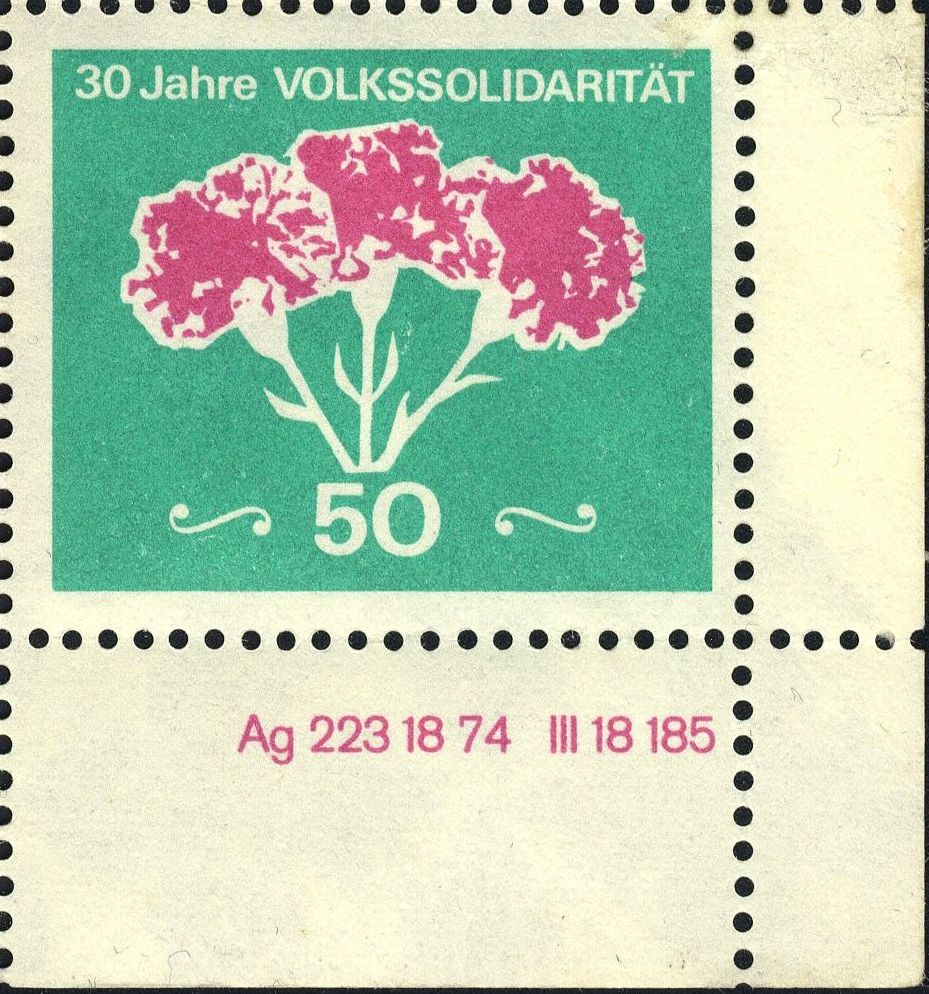 30 Jahre VOLKSSOLIDARITÄT
50
Ag 223 18 74 III 18 185